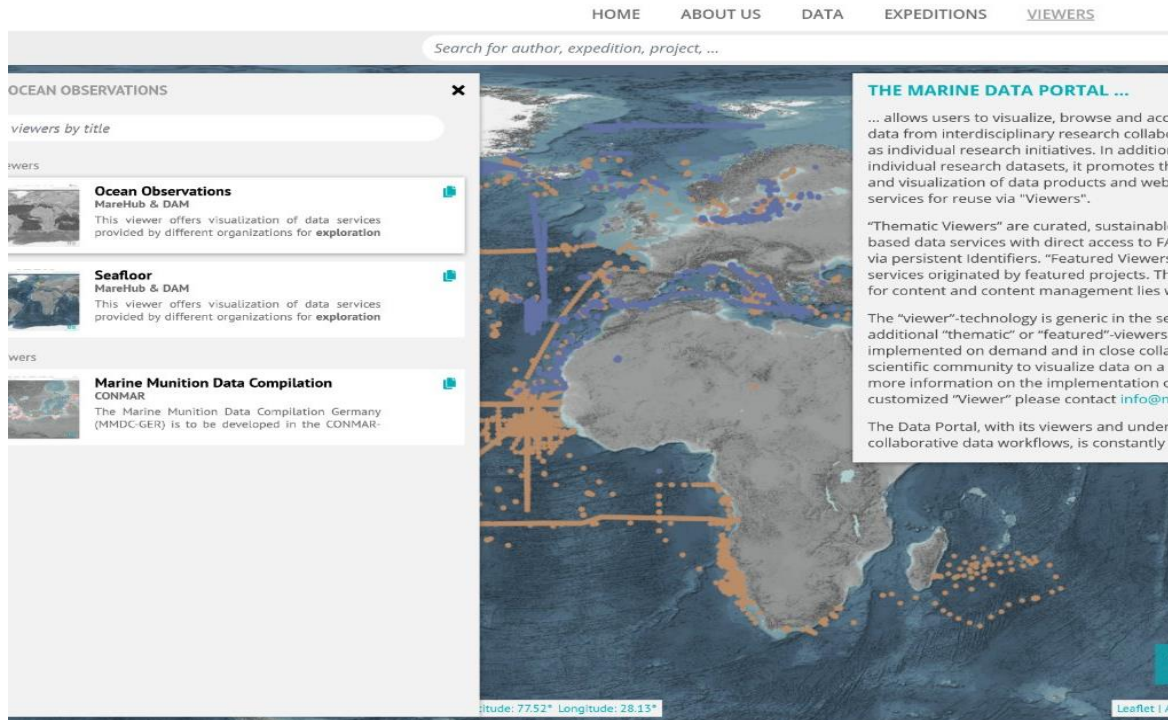 HOME ABOUT US DATA EXPEDITIONS VIEWERS
Search for author, expedition, project, ...
OCEAN OBSERVATIONS
viewers by title
Ocean Observations
MareHub & DAM
This viewer offers visualization of data services
provided by different organizations for exploration
Seafloor
MareHub & DAM
This viewer offers visualization of data services
provided by different organizations for exploration
Marine Munition Data Compilation
CONMAR
The Marine Munition Data Compilation Germany
(MMDC-GER) is to be developed in the CONMAR-
THE MARINE DATA PORTAL ...
... allows users to visualize, browse and
data from interdisciplinary research
as individual research initiatives. In
individual research datasets, it promotes
and visualization of data products and
services for reuse via "Viewers".
"Thematic Viewers" are curated,
based data services with direct access to
via persistent Identifiers. "Featured
services originated by featured projects.
for content and content management lies
The "viewer"-technology is generic in the
additional "thematic" or "featured"-viewers
implemented on demand and in close
scientific community to visualize data on a
more information on the implementation
customized "Viewer" please contact
The Data Portal, with its viewers and
collaborative data workflows, is constantly
77.52° Longitude: 28.13°
Leaflet |